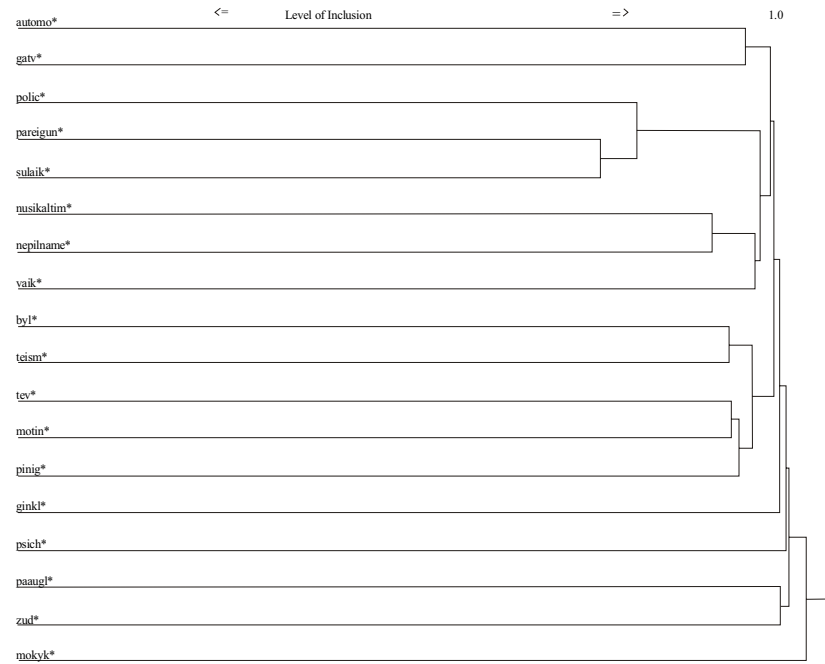 <= Level of Inclusion => 1.0
automo*
gatv*
polic*
pareigun*
sulaik*
nusikaltim*
nepilname*
vaik*
byl*
teism*
tev*
motin*
pinig*
ginkl*
psich*
paaugl*
zud*
mokyk*